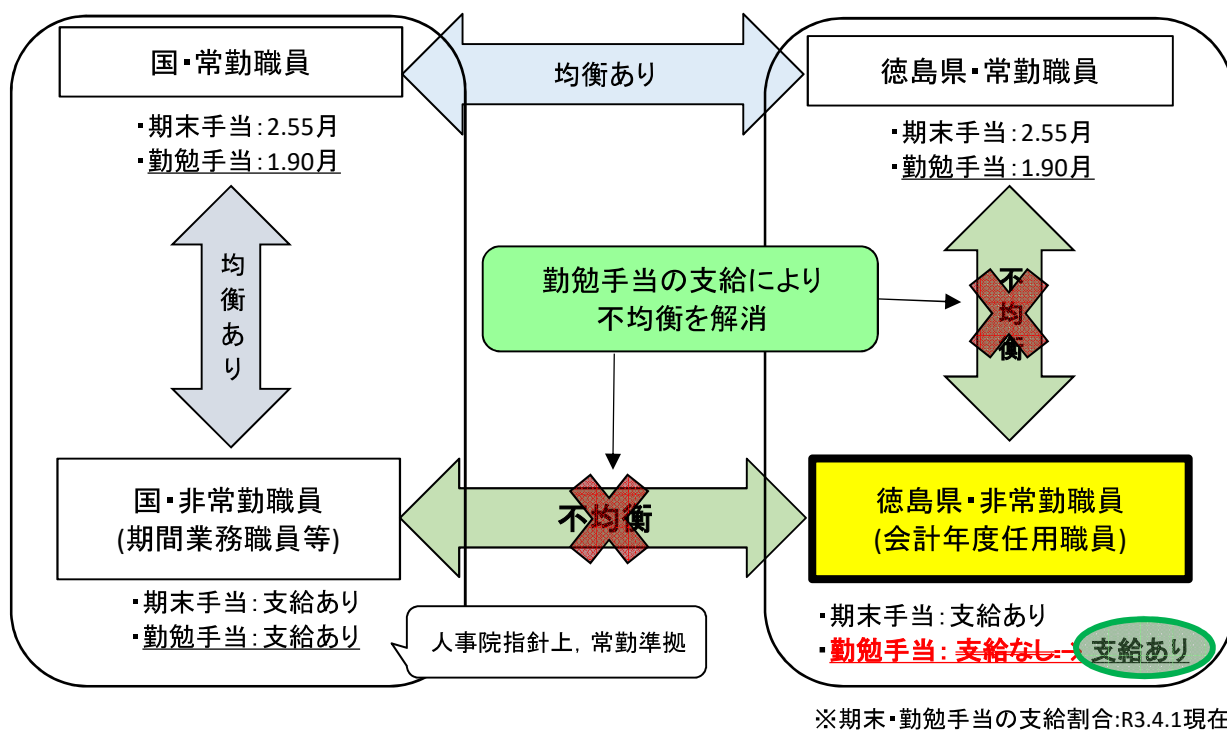 国・常勤職員
均衡あり
徳島県・常勤職員
・期末手当：2.55月
・勤勉手当：1.90月
・期末手当：2.55月
・勤勉手当：1.90月
均衡あり
勤勉手当の支給により
不均衡を解消
不均衡
国・非常勤職員
(期間業務職員等)
不均衡
徳島県・非常勤職員
(会計年度任用職員)
・期末手当：支給あり
・勤勉手当：支給あり
人事院指針上，常勤準拠
・期末手当：支給あり
・勤勉手当：支給なし→支給あり
※期末・勤勉手当の支給割合:R3.4.1現在